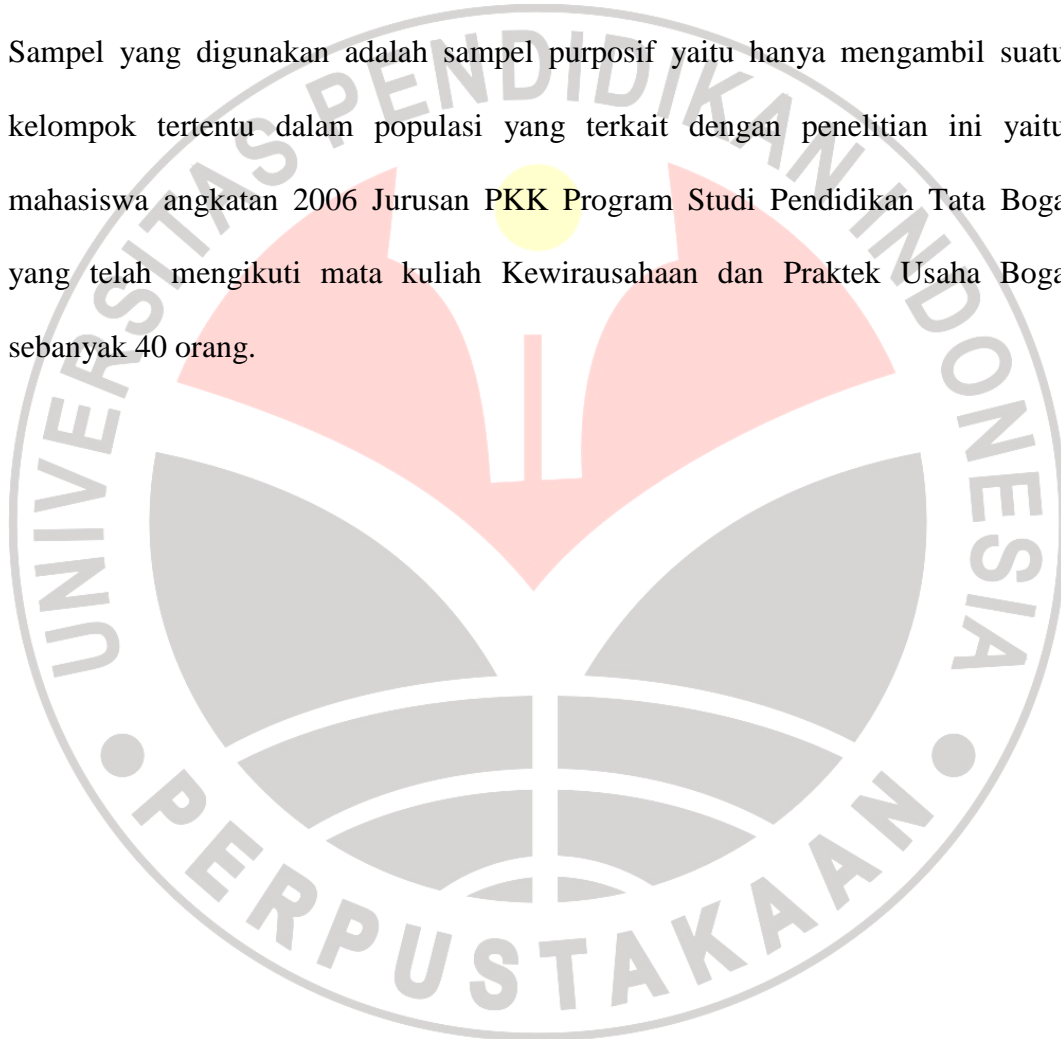 Sampel yang digunakan adalah sampel purposif yaitu hanya mengambil suatu
kelompok tertentu dalam populasi yang terkait dengan penelitian ini yaitu
mahasiswa angkatan 2006 Jurusan PKK Program Studi Pendidikan Tata Boga
yang telah mengikuti mata kuliah Kewirausahaan dan Praktek Usaha Boga
sebanyak 40 orang.
UNIVERSITAS PENDIDIKAN INDONESIA
PERPUSTAKAAN